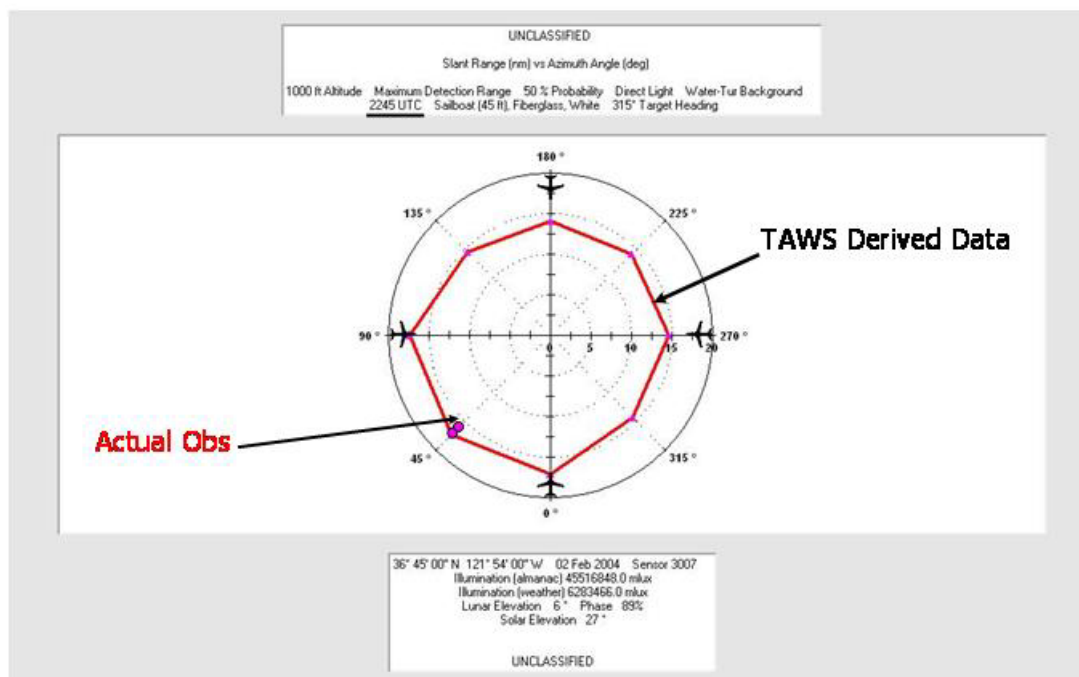 UNCLASSIFIED
Slant Range (nm) vs Azimuth Angle (deg)
1000 ft Altitude Maximum Detection Range 50 % Probability Direct Light Water-Tur Background
2245 UTC Sailboat (45 ft), Fiberglass, White 315° Target Heading
180 °
135 °
225 °
TAWS Derived Data
90 °
270 °
0 5 10 15 20
Actual Obs
45 °
315 °
0 °
36° 45' 00" N 121° 54' 00" W 02 Feb 2004 Sensor 3007
Illumination (almanac) 45516848.0 mlux
Illumination (weather) 6283466.0 mlux
Lunar Elevation 6 ° Phase 89%
Solar Elevation 27 °
UNCLASSIFIED